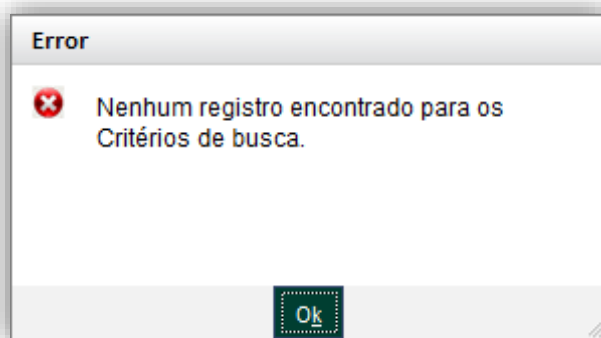 Error
Nenhum registro encontrado para os
Critérios de busca.
Ok